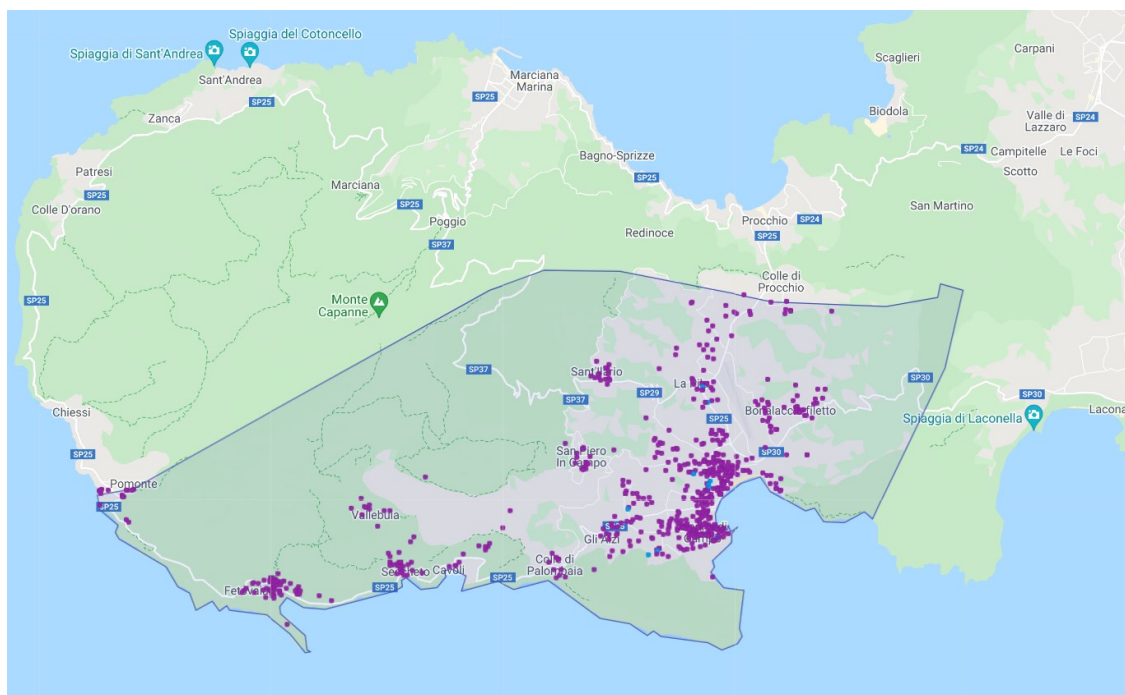 Spiaggia del Cotoncello
Spiaggia di Sant'Andrea
Sant'Andrea
SP25
Zanca
Patresi
SP25
Colle D'orano
SP25
Marciana
Marina
SP25
Bagno-Sprizze
SP25
Marciana
SP25
Poggio
SP37
Redinoce
Procchio
SP24
SP25
Colle di
Procchio
Scaglieri
Biodola
Carpani
Valle di
Lazzaro
SP24
SP24
Campitelle
Le Foci
Scotto
San Martino
Monte
Capanne
SP37
Sant'Ilario
SP37
SP29
La Pila
SP25
SP30
SP30
SP30
Spiaggia di Laconella
Lacona
Chiessi
SP25
Pomonte
SP25
San Piero
In Campo
Vallebuia
Gli Alzi
Seccheto
Cavoli
SP25
SP25
Colle di
Palombaia
Fetovaia